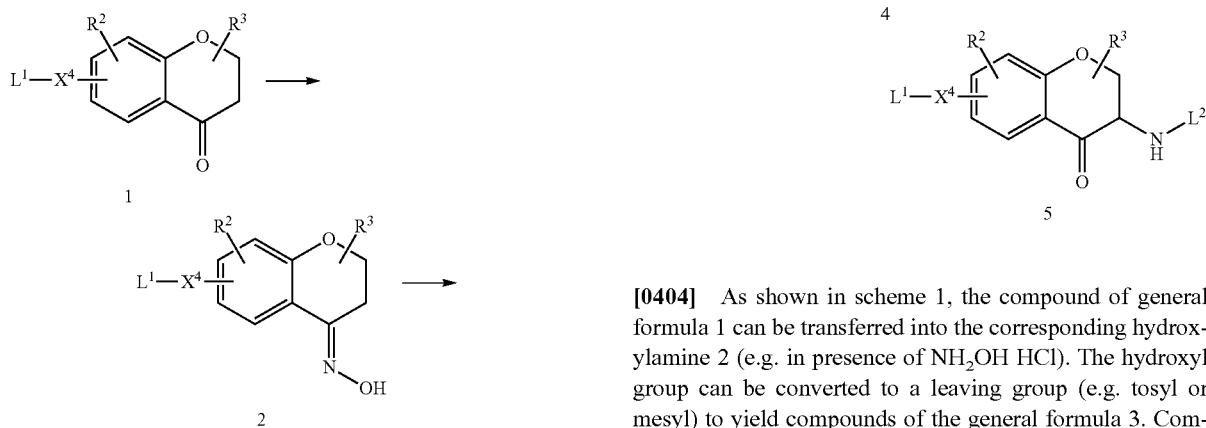 R² R³
O
L¹—X⁴
O
1
R² R³
O
L¹—X⁴
N
OH
2
4
R² R³
O
L¹—X⁴
L²
N
H
O
5
[0404] As shown in scheme 1, the compound of general
formula 1 can be transferred into the corresponding hydrox-
ylamine 2 (e.g. in presence of NH₂OH HCl). The hydroxyl
group can be converted to a leaving group (e.g. tosyl or
mesyl) to yield compounds of the general formula 3. Com-